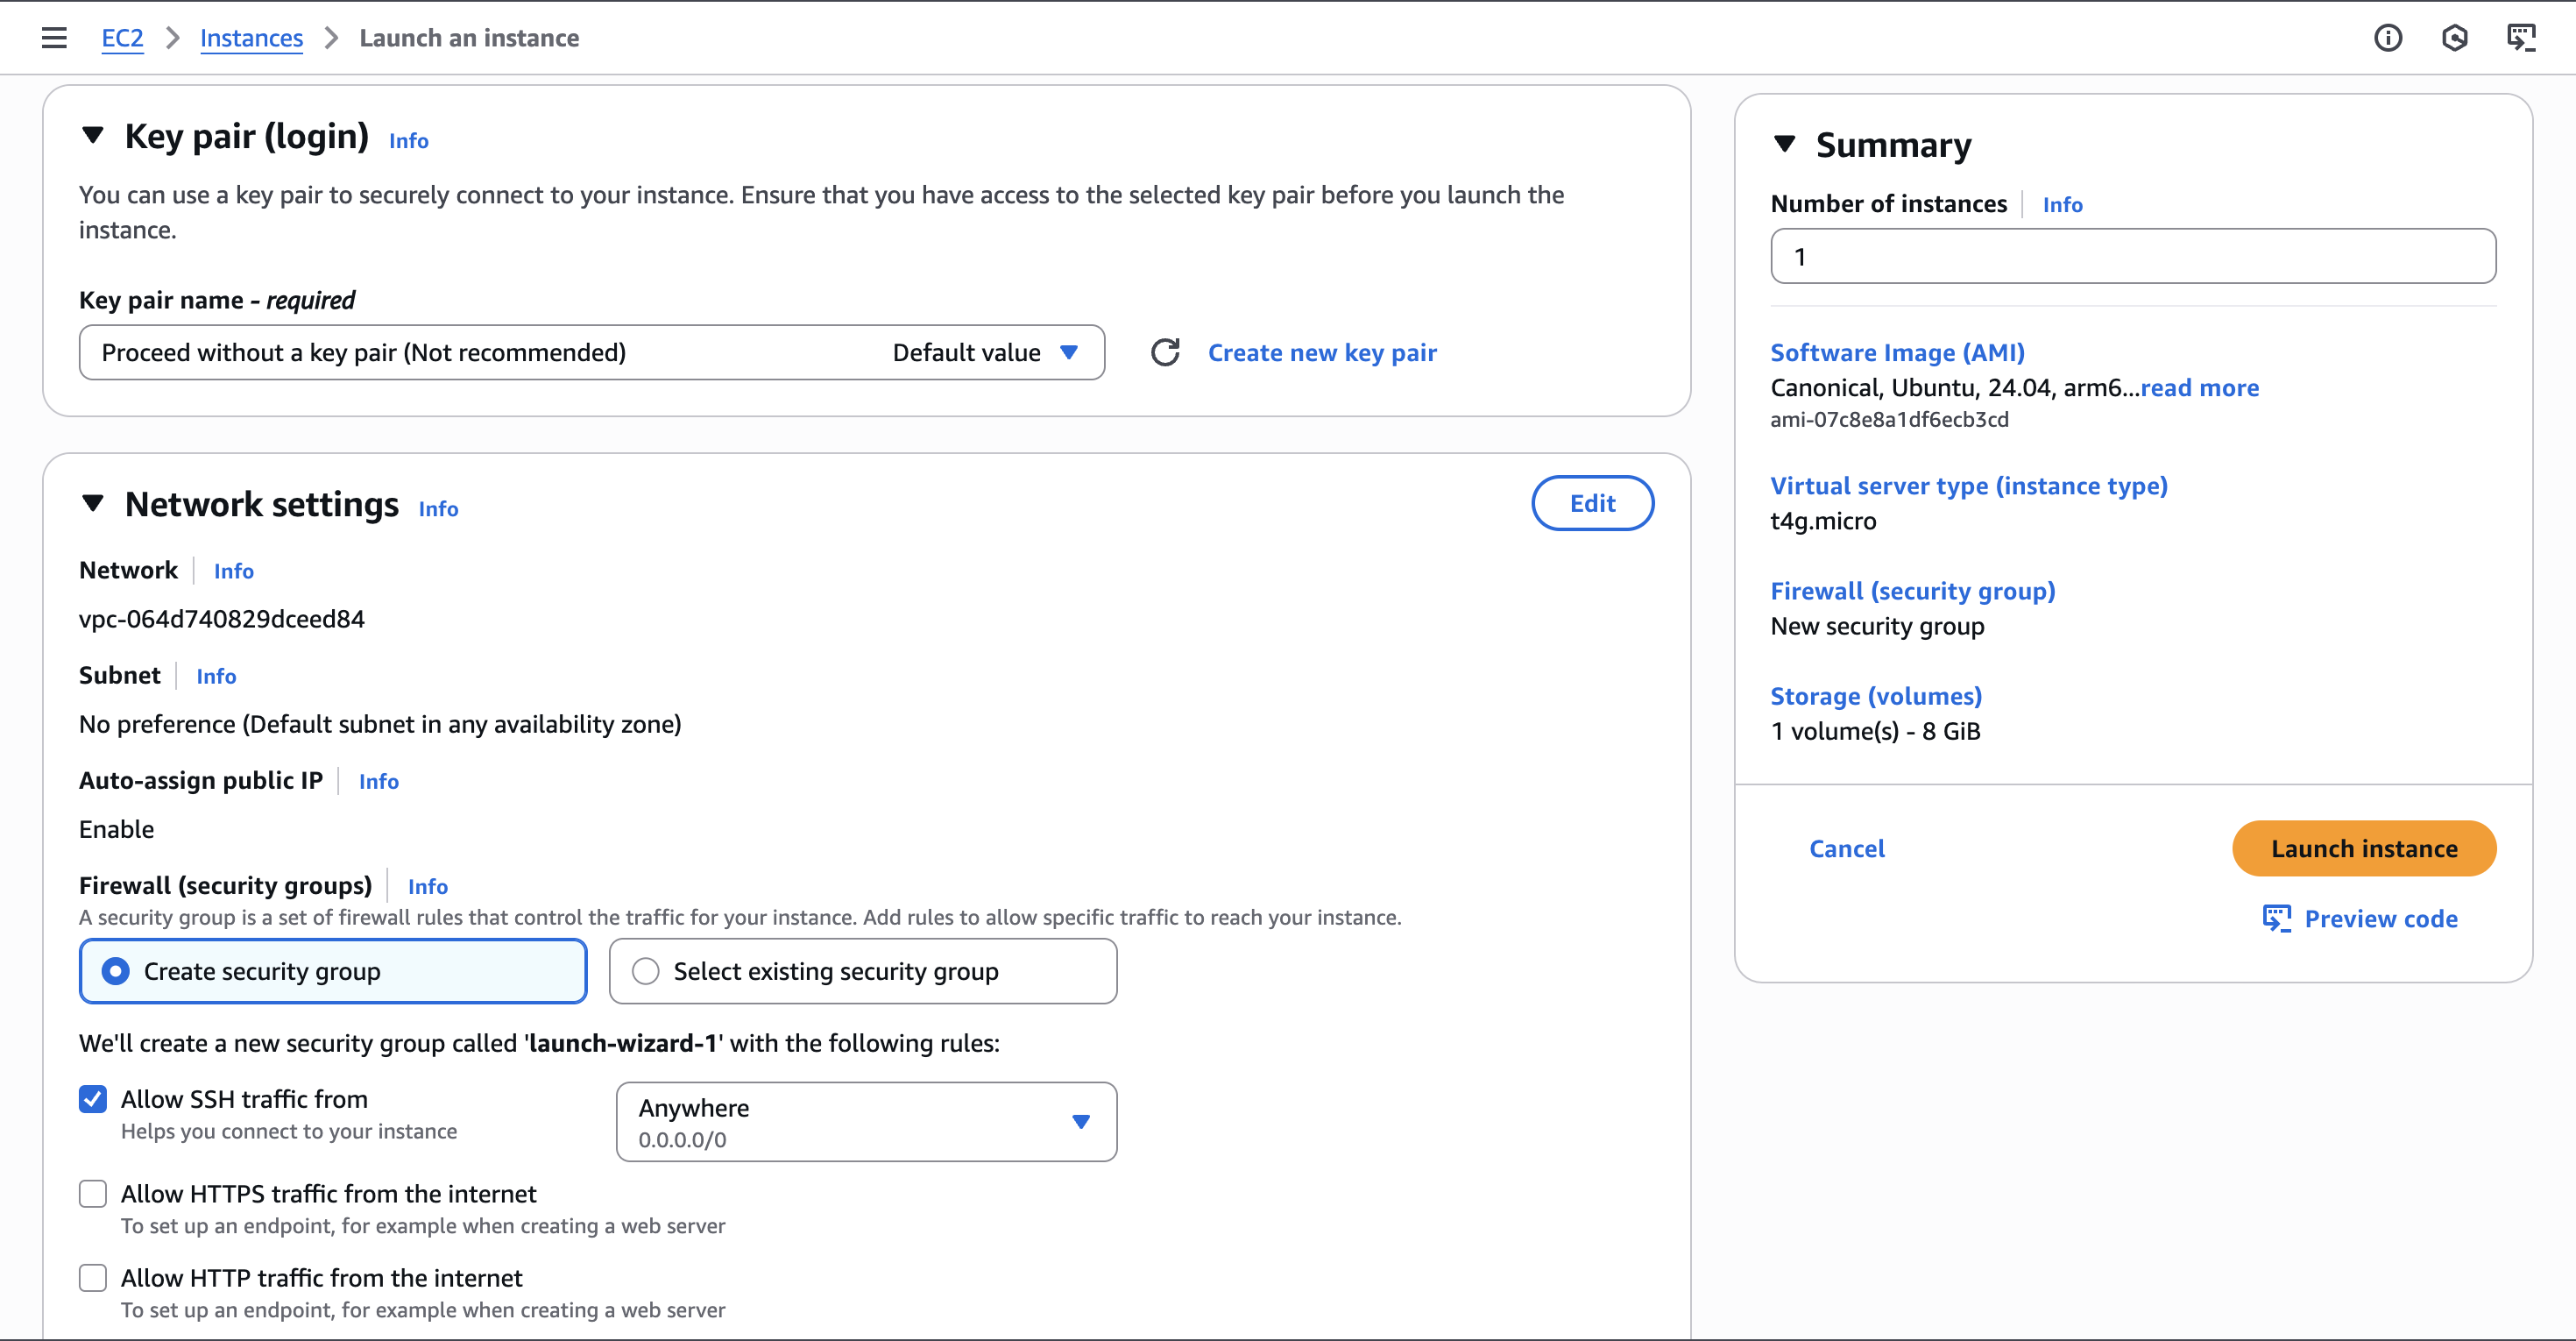 EC2 > Instances > Launch an instance
Key pair (login) Info
You can use a key pair to securely connect to your instance. Ensure that you have access to the selected key pair before you launch the
instance.
Key pair name - required
Proceed without a key pair (Not recommended) Default value
Create new key pair
Network settings Info
Edit
Network Info
vpc-064d740829dceed84
Subnet Info
No preference (Default subnet in any availability zone)
Auto-assign public IP Info
Enable
Firewall (security groups) Info
A security group is a set of firewall rules that control the traffic for your instance. Add rules to allow specific traffic to reach your instance.
Create security group
Select existing security group
We'll create a new security group called 'launch-wizard-1' with the following rules:
Allow SSH traffic from
Helps you connect to your instance
Anywhere
0.0.0.0/0
Allow HTTPS traffic from the internet
To set up an endpoint, for example when creating a web server
Allow HTTP traffic from the internet
To set up an endpoint, for example when creating a web server
Summary
Number of instances Info
1
Software Image (AMI)
Canonical, Ubuntu, 24.04, arm6...read more
ami-07c8e8a1df6ecb3cd
Virtual server type (instance type)
t4g.micro
Firewall (security group)
New security group
Storage (volumes)
1 volume(s) - 8 GiB
Cancel
Launch instance
Preview code